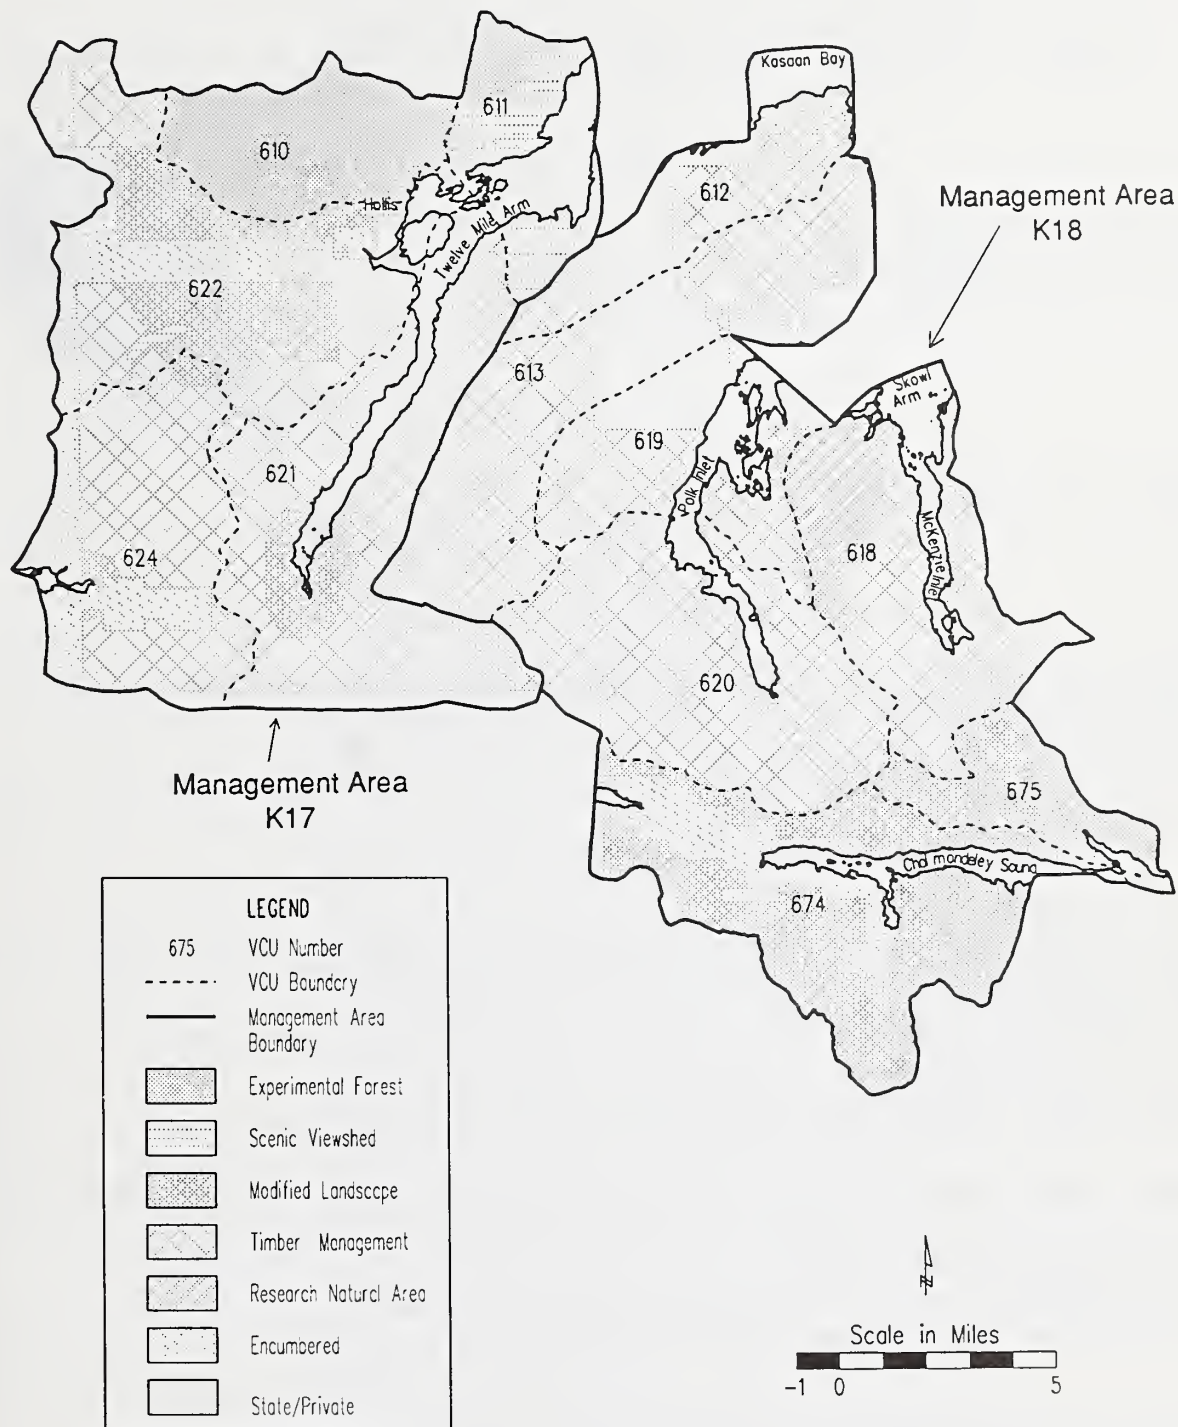 Kasaan Bay
611
610
612
Management Area
K18
Hollis
Twelve Mile Arm
622
613
Skowl
Arm
619
621
Polk Inlet
McKenzie Inlet
624
618
620
Management Area
K17
675
Cholmondeley Sound
674
LEGEND
675 VCU Number
VCU Boundary
Management Area
Boundary
Experimental Forest
Scenic Viewshed
Modified Landscape
Timber Management
Research Natural Area
Encumbered
State/Private
N
Scale in Miles
-1 0 5